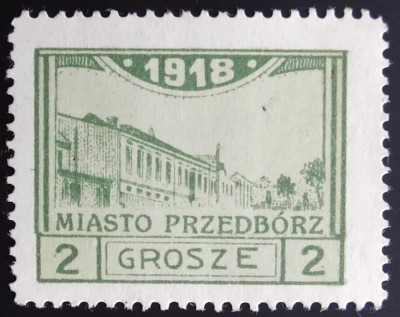 1918
MIASTO PRZEDBÓRZ
2 GROSZE 2